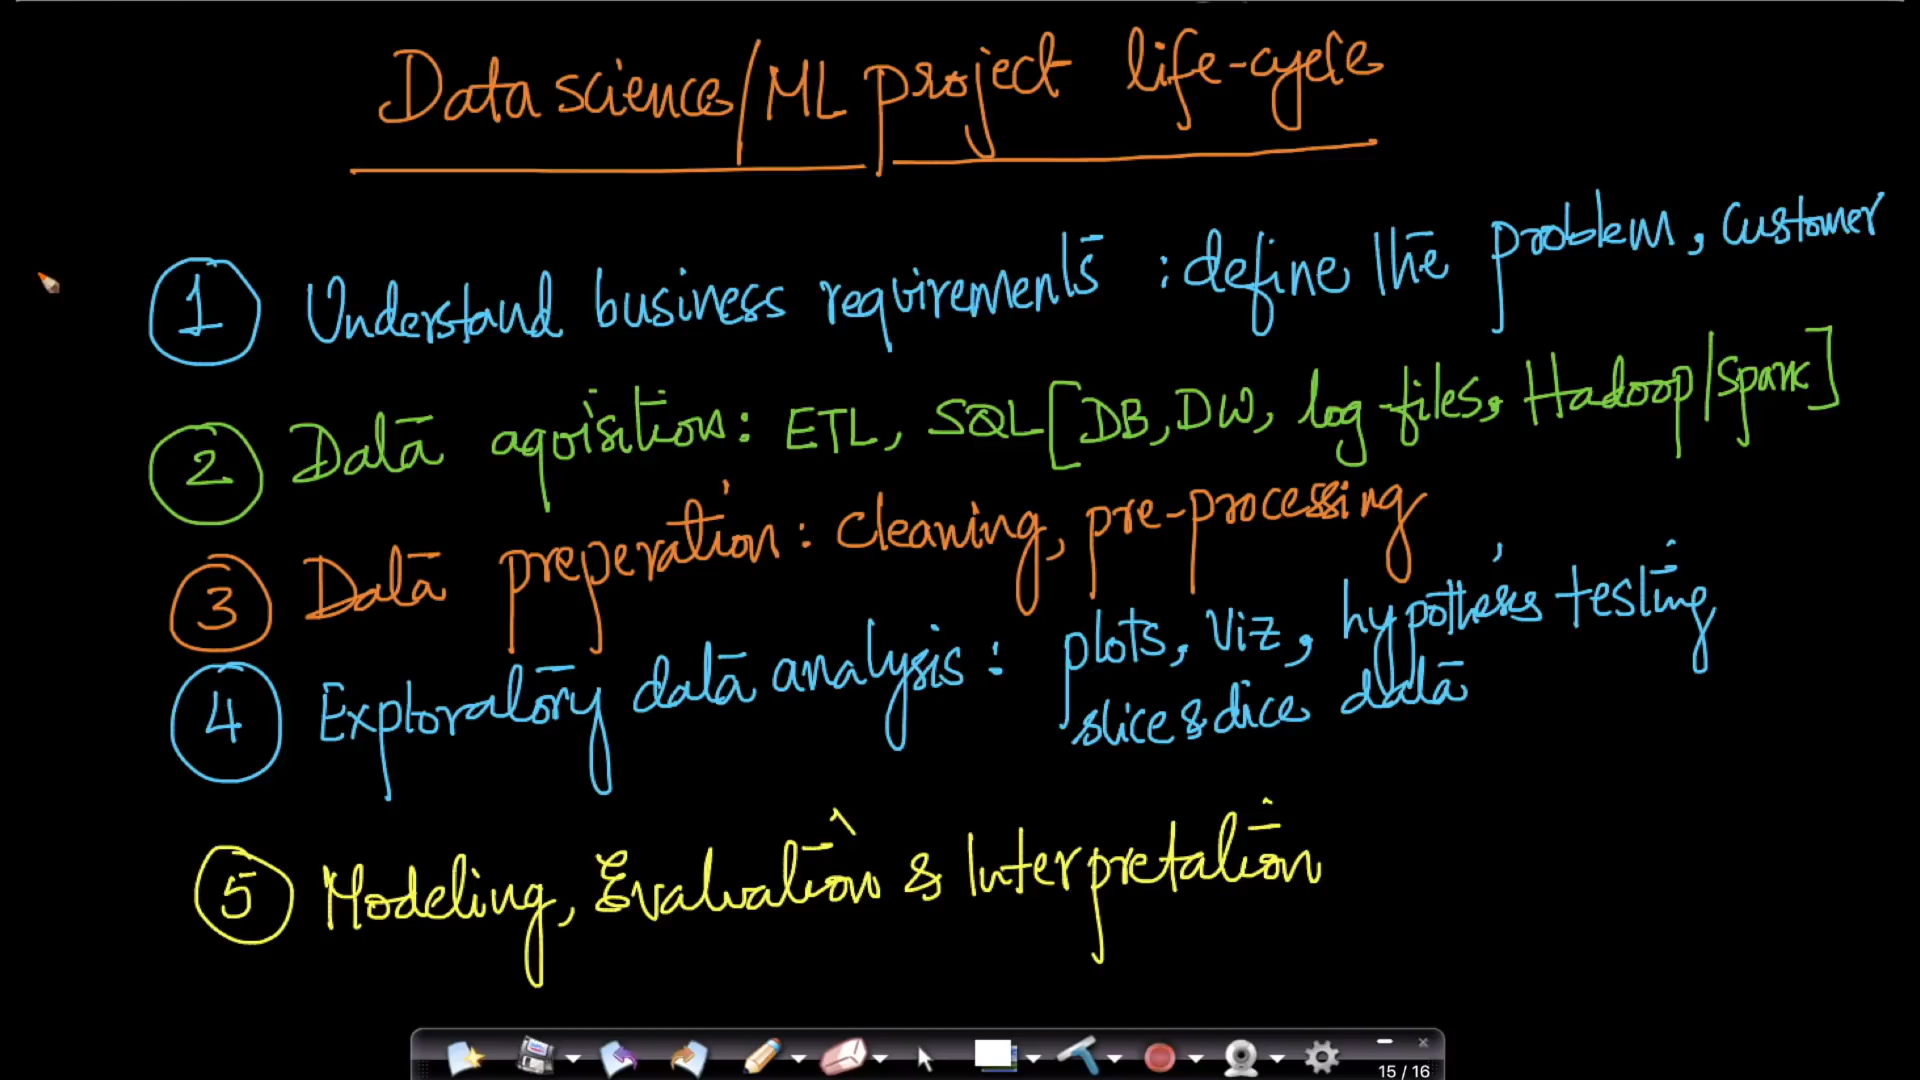 Data science/ML project life-cycle
1 Understand business requirements : define the problem, customer
2 Data aquisition: ETL, SQL [DB, DW, log-files, Hadoop/Spark]
3 Data preperation: cleaning, pre-processing
4 Exploratory data analysis: plots, viz, hypothesis testing
slice & dice data
5 Modeling, Evaluation & Interpretation
15 / 16